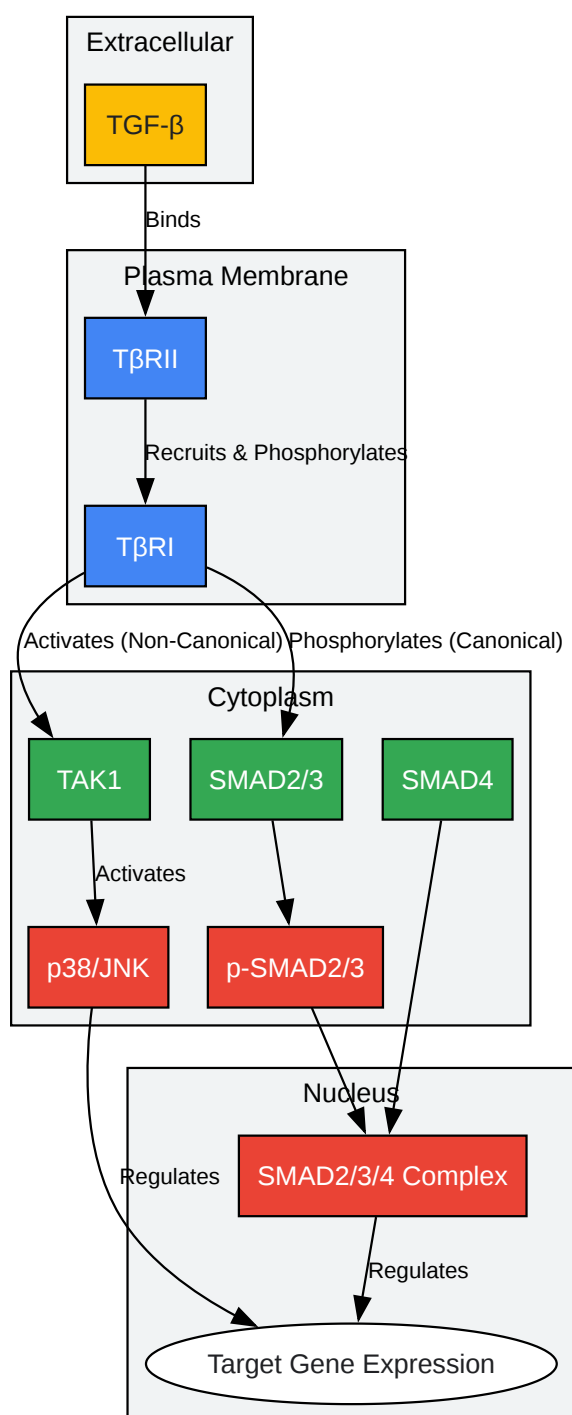 Extracellular
TGF-β
Binds
Plasma Membrane
TβRII
Recruits & Phosphorylates
TβRI
Activates (Non-Canonical)
Phosphorylates (Canonical)
Cytoplasm
TAK1
SMAD2/3
SMAD4
Activates
p38/JNK
p-SMAD2/3
Nucleus
SMAD2/3/4 Complex
Regulates
Regulates
Target Gene Expression